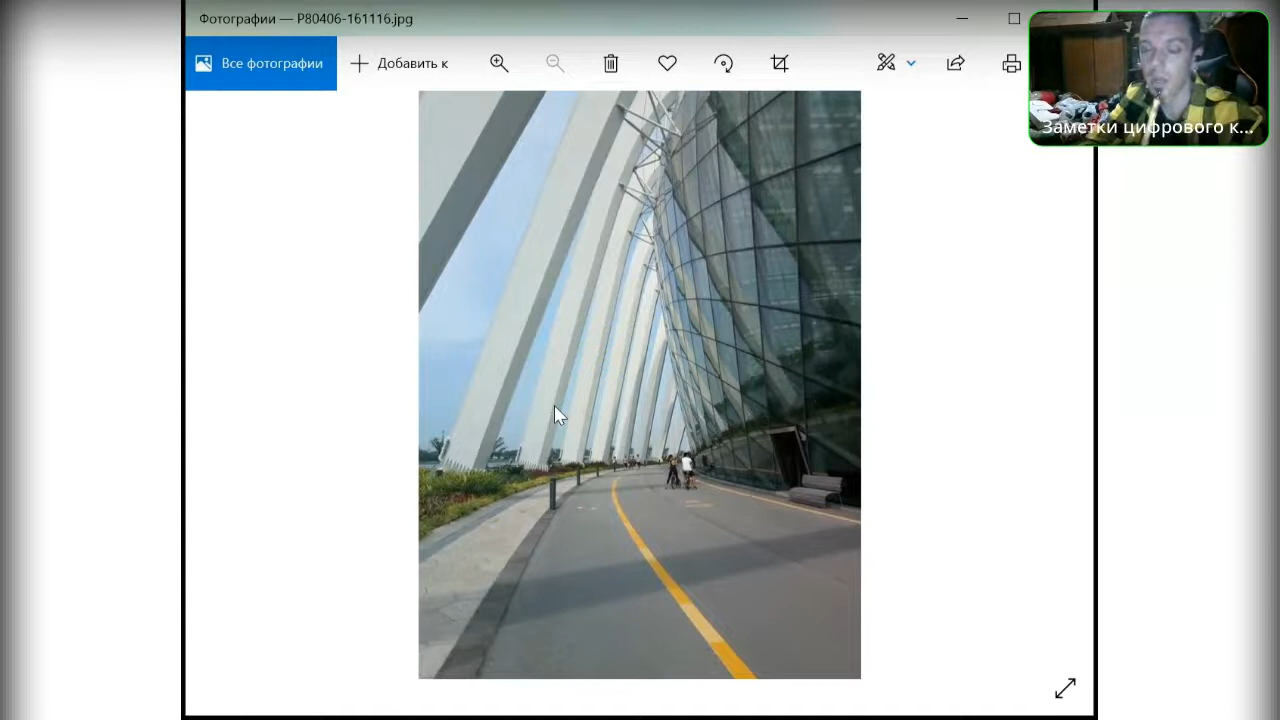 Фотографии — P80406-161116.jpg
Все фотографии
Добавить к
Заметки цифрового к...